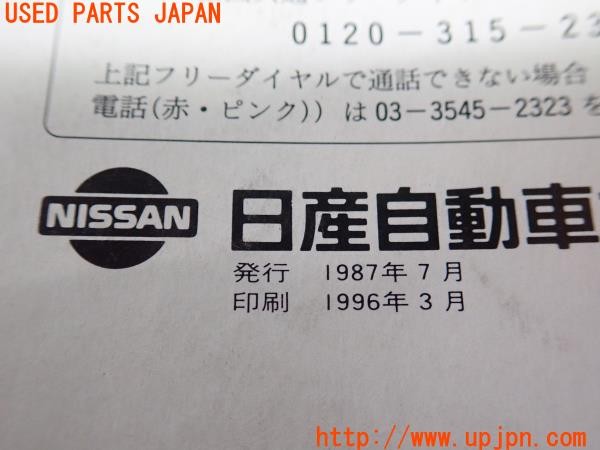 USED PARTS JAPAN
0120-315-23
上記フリーダイヤルで通話できない場合
電話(赤・ピンク)) は 03-3545-2323 を
NISSAN
日産自動車
発行 1987年 7 月
印刷 1996年 3 月
http://www.upjpn.com